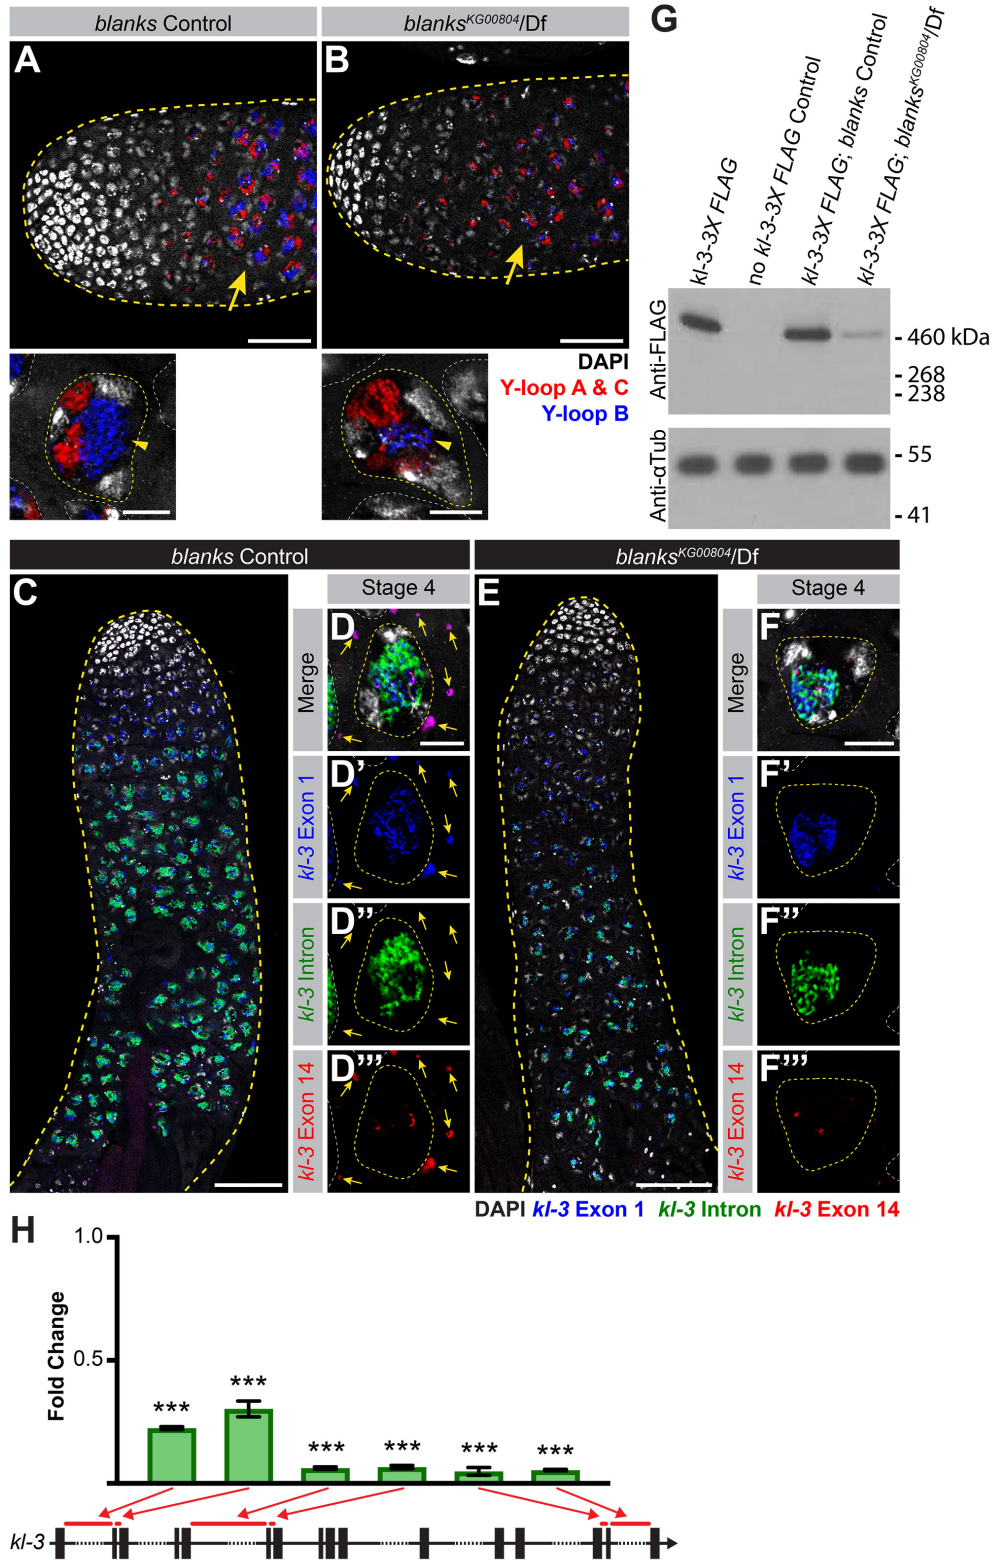 blanks Control
blanksKG00804/Df
A
B
DAPI
Y-loop A & C
Y-loop B
G
kl-3-3X FLAG
no kl-3-3X FLAG Control
kl-3-3X FLAG; blanks Control
kl-3-3X FLAG; blanksKG00804/Df
Anti-FLAG
- 460 kDa
- 268
- 238
Anti-αTub
- 55
- 41
blanks Control
blanksKG00804/Df
C
Stage 4
Merge
D
kl-3 Exon 1
D'
kl-3 Intron
D''
kl-3 Exon 14
D'''
E
Stage 4
Merge
F
kl-3 Exon 1
F'
kl-3 Intron
F''
kl-3 Exon 14
F'''
DAPI kl-3 Exon 1 kl-3 Intron kl-3 Exon 14
H
Fold Change
1.0
0.5
***
***
***
***
***
***
kl-3